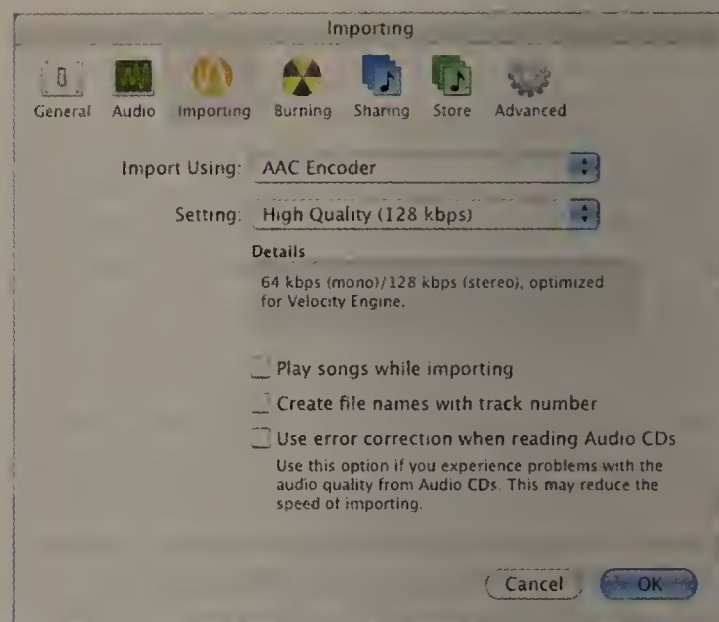 Importing
General Audio Importing Burning Sharing Store Advanced
Import Using: AAC Encoder
Setting: High Quality (128 kbps)
Details
64 kbps (mono)/128 kbps (stereo), optimized
for Velocity Engine.
Play songs while importing
Create file names with track number
Use error correction when reading Audio CDs
Use this option if you experience problems with the
audio quality from Audio CDs. This may reduce the
speed of importing.
Cancel OK